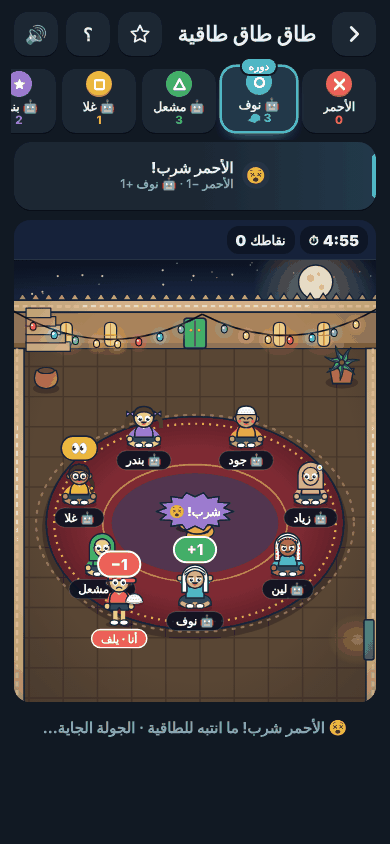 طاق طاق طاقية
؟
الأحمر
0
دوره
نوف
3
مشعل
3
غلا
1
2
الأحمر شرب!
الأحمر −1 · نوف +1
4:55
نقاطك 0
بندر
جود
غلا
زياد
شرب!
+1
−1
مشعل
لين
نوف
أنا · يلف
الأحمر شرب! ما انتبه للطاقية · الجولة الجاية...